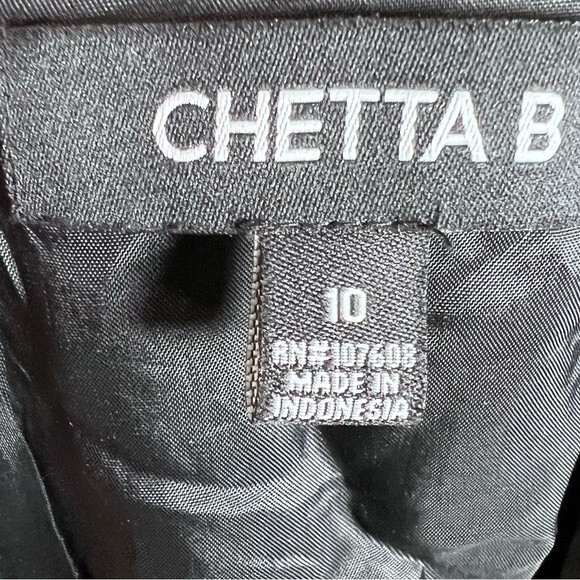 CHETTA B
10
RN#107608
MADE IN
INDONESIA